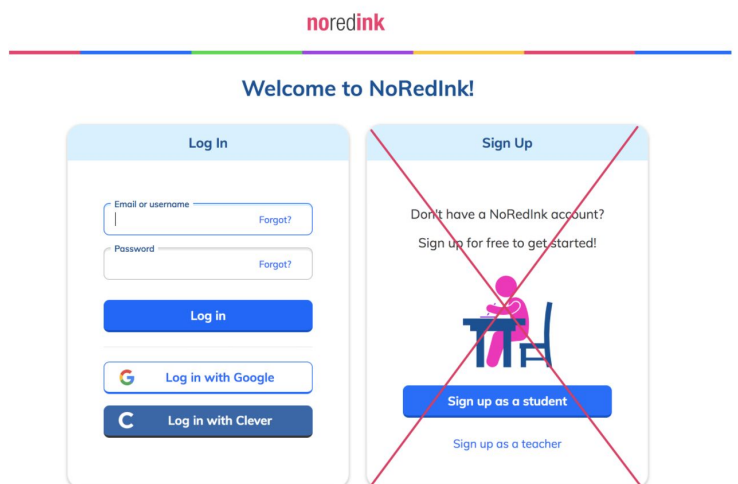 noredink
Welcome to NoRedInk!
Log In
Email or username
Forgot?
Password
Forgot?
Log in
Log in with Google
Log in with Clever
Sign Up
Don't have a NoRedInk account?
Sign up for free to get started!
Sign up as a student
Sign up as a teacher